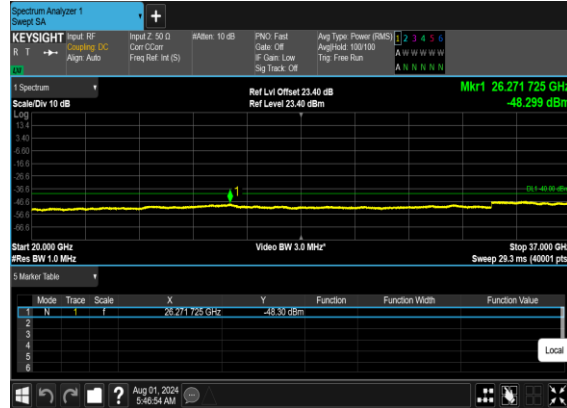 Spectrum Analyzer 1
Swept SA
KEYSIGHT Input: RF Input Z: 50 Ω #Atten: 10 dB PNO: Fast Avg Type: Power (RMS) 1 2 3 4 5 6
R T Coupling: DC Corr CCorr Gate: Off Avg|Hold: 100/100 A W W W W W
Align: Auto Freq Ref: Int (S) IF Gain: Low Trig: Free Run
Sig Track: Off A N N N N N
1 Spectrum Ref Lvl Offset 23.40 dB Mkr1 26.271 725 GHz
Scale/Div 10 dB Ref Level 23.40 dBm -48.299 dBm
Log
13.4
3.40
-6.60
-16.6
-26.6
-36.6
1
DL1 -40.00 dBm
-46.6
-56.6
-66.6
Start 20.000 GHz Video BW 3.0 MHz* Stop 37.000 GHz
#Res BW 1.0 MHz Sweep 29.3 ms (40001 pts)
5 Marker Table
Mode Trace Scale X Y Function Function Width Function Value
1 N 1 f 26.271 725 GHz -48.30 dBm
2
3
4
5
6
Local
Aug 01, 2024
5:46:54 AM